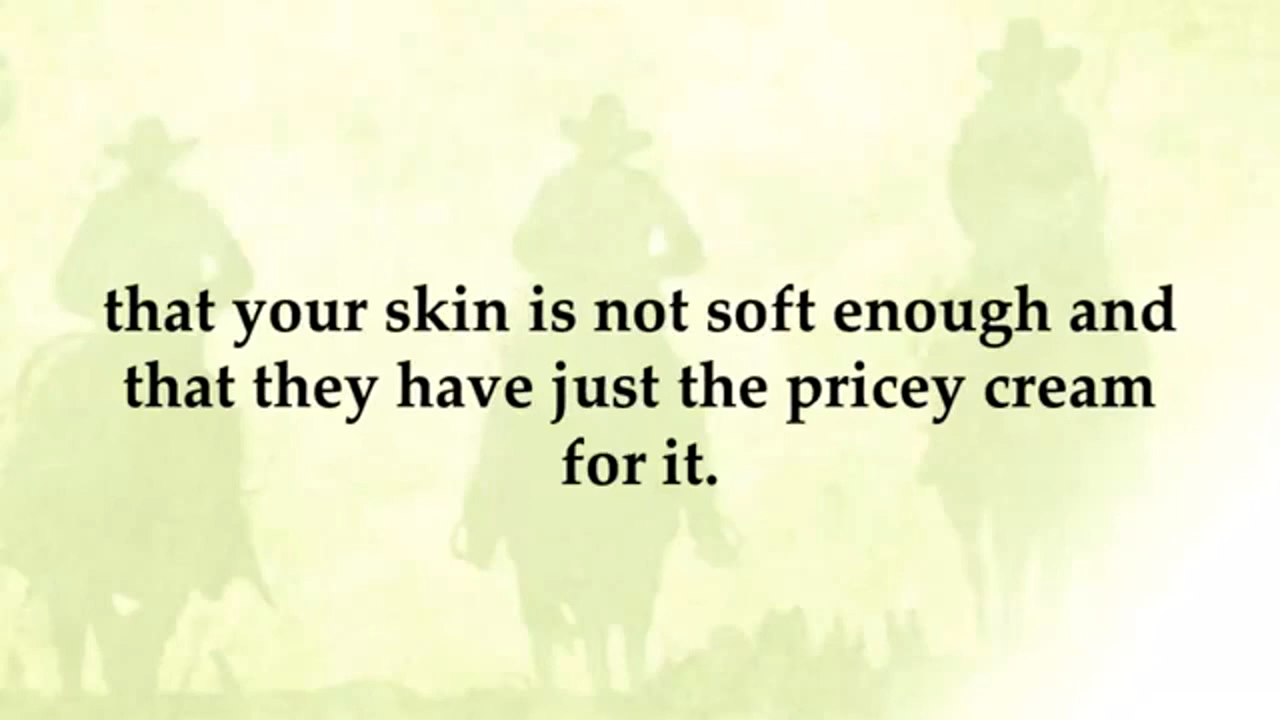 that your skin is not soft enough and
that they have just the pricey cream
for it.